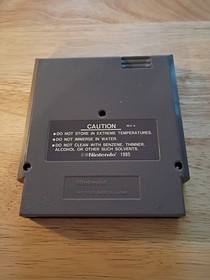 CAUTION
●DO NOT STORE IN EXTREME TEMPERATURES.
●DO NOT IMMERSE IN WATER.
●DO NOT CLEAN WITH BENZENE, THINNER,
ALCOHOL OR OTHER SUCH SOLVENTS.
©Nintendo 1985
Nintendo